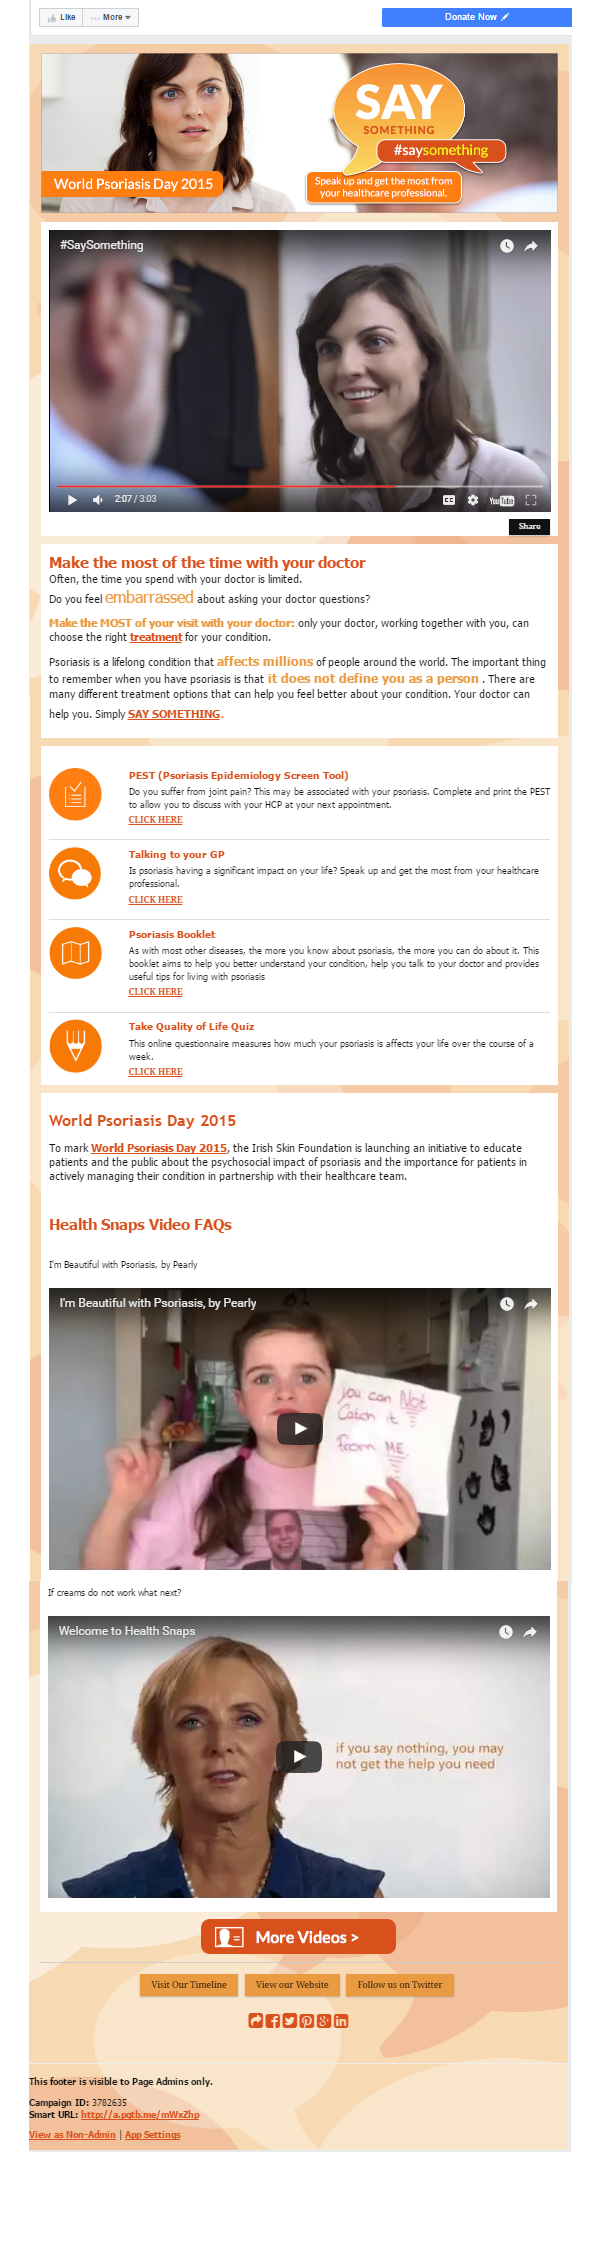 Like More
Donate Now
SAY
SOMETHING
#saysomething
World Psoriasis Day 2015
Speak up and get the most from
your healthcare professional.
#SaySomething
2:07 / 3:03
CC
YouTube
Share
Make the most of the time with your doctor
Often, the time you spend with your doctor is limited.
Do you feel embarrassed about asking your doctor questions?
Make the MOST of your visit with your doctor: only your doctor, working together with you, can
choose the right treatment for your condition.
Psoriasis is a lifelong condition that affects millions of people around the world. The important thing
to remember when you have psoriasis is that it does not define you as a person . There are
many different treatment options that can help you feel better about your condition. Your doctor can
help you. Simply SAY SOMETHING.
PEST (Psoriasis Epidemiology Screen Tool)
Do you suffer from joint pain? This may be associated with your psoriasis. Complete and print the PEST
to allow you to discuss with your HCP at your next appointment.
CLICK HERE
Talking to your GP
Is psoriasis having a significant impact on your life? Speak up and get the most from your healthcare
professional.
CLICK HERE
Psoriasis Booklet
As with most other diseases, the more you know about psoriasis, the more you can do about it. This
booklet aims to help you better understand your condition, help you talk to your doctor and provides
useful tips for living with psoriasis
CLICK HERE
Take Quality of Life Quiz
This online questionnaire measures how much your psoriasis is affects your life over the course of a
week.
CLICK HERE
World Psoriasis Day 2015
To mark World Psoriasis Day 2015, the Irish Skin Foundation is launching an initiative to educate
patients and the public about the psychosocial impact of psoriasis and the importance for patients in
actively managing their condition in partnership with their healthcare team.
Health Snaps Video FAQs
I'm Beautiful with Psoriasis, by Pearly
I'm Beautiful with Psoriasis, by Pearly
you can Not
Catch it
From ME.
If creams do not work what next?
Welcome to Health Snaps
if you say nothing, you may
not get the help you need
More Videos >
Visit Our Timeline View our Website Follow us on Twitter
This footer is visible to Page Admins only.
Campaign ID: 3782635
Smart URL: http://a.pgtb.me/mWxZhp
View as Non-Admin | App Settings